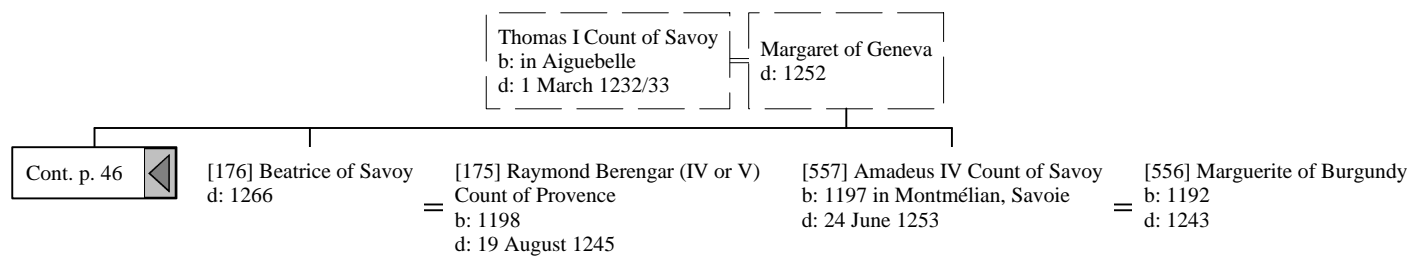 Thomas I Count of Savoy
b: in Aiguebelle
d: 1 March 1232/33
Margaret of Geneva
d: 1252
Cont. p. 46
[176] Beatrice of Savoy
d: 1266
=
[175] Raymond Berengar (IV or V)
Count of Provence
b: 1198
d: 19 August 1245
[557] Amadeus IV Count of Savoy
b: 1197 in Montmélian, Savoie
d: 24 June 1253
=
[556] Marguerite of Burgundy
b: 1192
d: 1243